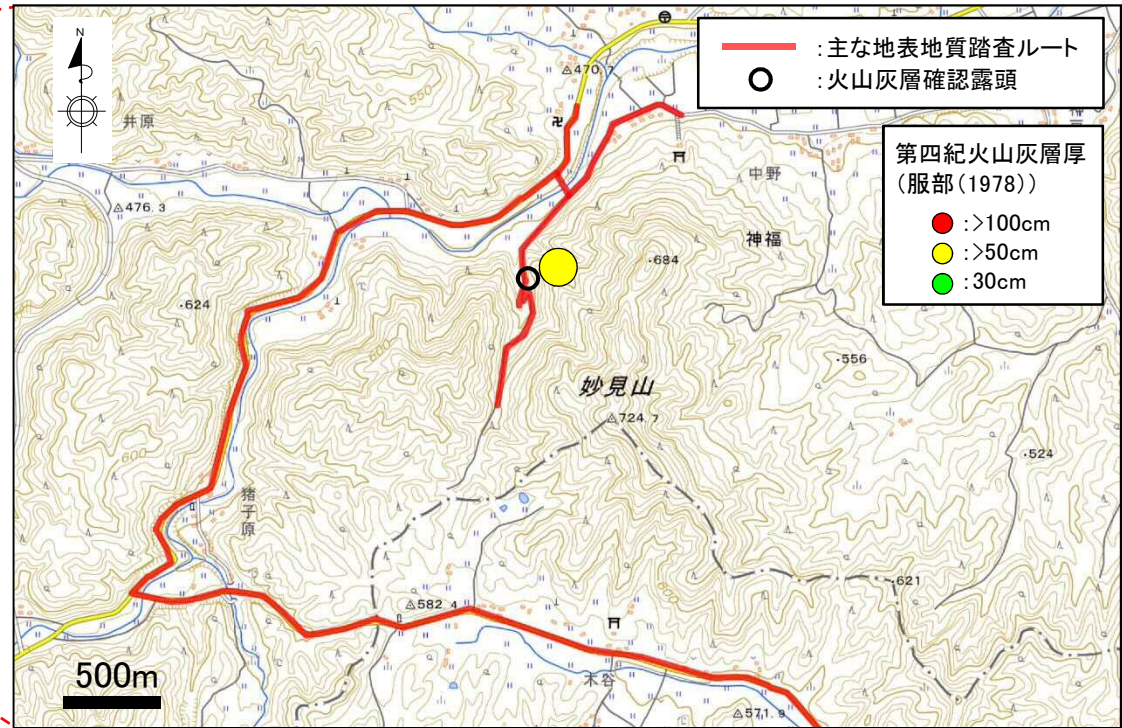 N
:主な地表地質踏査ルート
:火山灰層確認露頭
第四紀火山灰層厚
(服部(1978))
:>100cm
:>50cm
:30cm
470.7
550
井原
中野
476.3
神福
684
624
600
556
妙見山
724.7
524
600
猪子原
621
600
582.4
木谷
571.9
500m